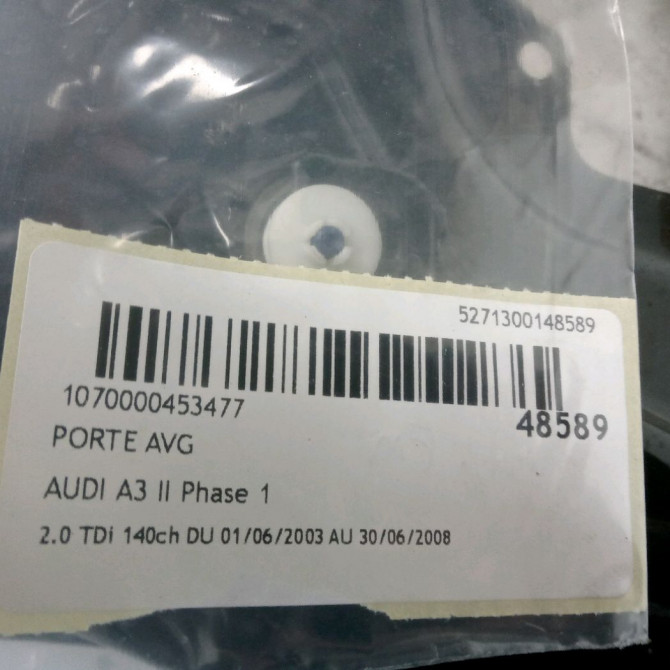 5271300148589
1070000453477
48589
PORTE AVG
AUDI A3 II Phase 1
2.0 TDi 140ch DU 01/06/2003 AU 30/06/2008